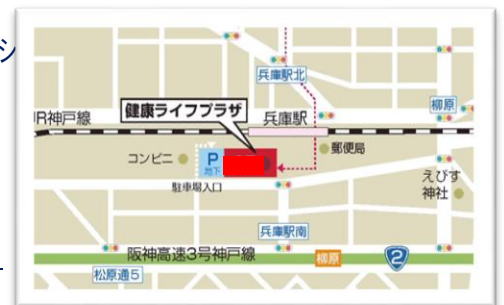 シ
兵庫駅北
柳原
健康ライフプラザ
JR神戸線
兵庫駅
コンビニ
P
地下
郵便局
駐車場入口
えびす
神社
兵庫駅南
阪神高速3号神戸線
柳原
2
松原通5